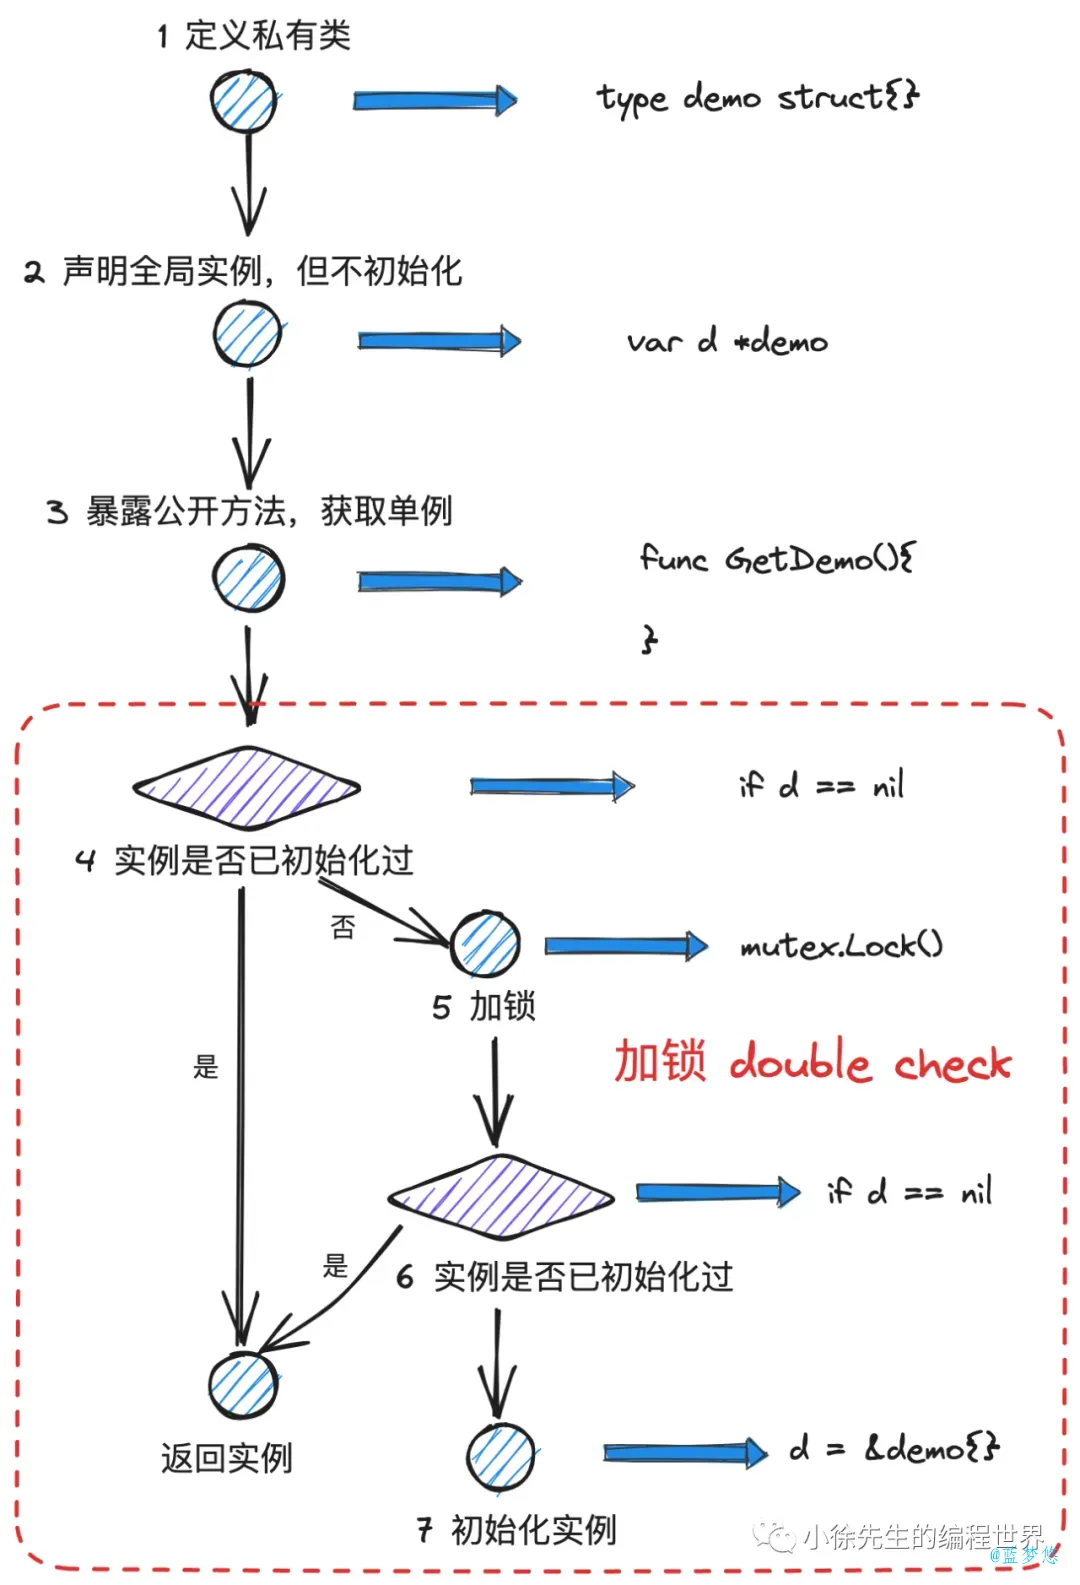 1 定义私有类
type demo struct{}
2 声明全局实例，但不初始化
var d *demo
3 暴露公开方法，获取单例
func GetDemo(){
}
if d == nil
4 实例是否已初始化过
否
mutex.Lock()
5 加锁
是
加锁 double check
if d == nil
是
6 实例是否已初始化过
返回实例
d = &demo{}
7 初始化实例
小徐先生的编程世界
@蓝梦悠